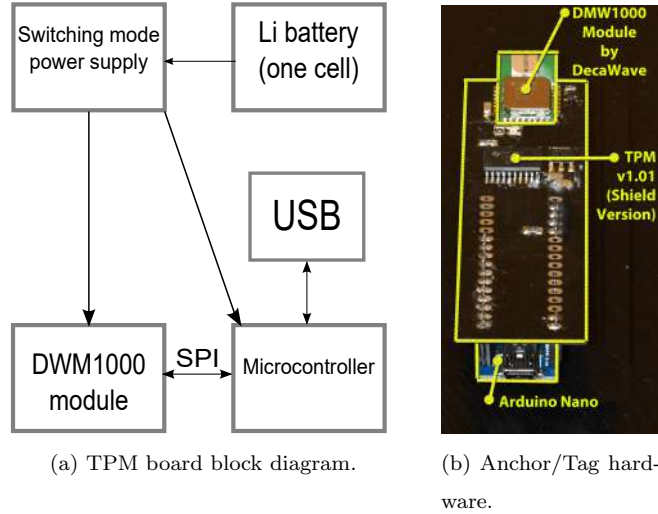 Switching mode
power supply
Li battery
(one cell)
USB
DWM1000
module
SPI
Microcontroller
(a) TPM board block diagram.
DMW1000
Module
by
DecaWave
TPM
v1.01
(Shield
Version)
Arduino Nano
(b) Anchor/Tag hard-
ware.